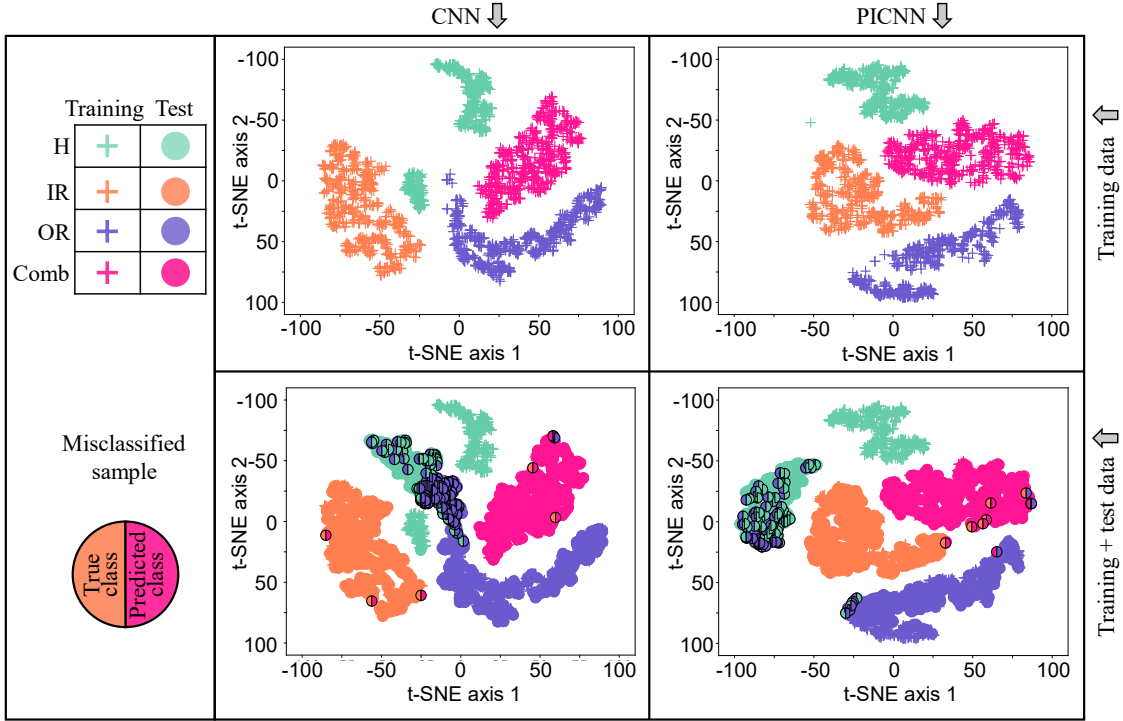 CNN
PICNN
Training Test
H
IR
OR
Comb
Misclassified
sample
True
class
Predicted
class
t-SNE axis 2
-100
-50
0
50
100
-100 -50 0 50 100
t-SNE axis 1
t-SNE axis 2
-100
-50
0
50
100
-100 -50 0 50 100
t-SNE axis 1
Training data
t-SNE axis 2
-100
-50
0
50
100
-100 -50 0 50 100
t-SNE axis 1
t-SNE axis 2
-100
-50
0
50
100
-100 -50 0 50 100
t-SNE axis 1
Training + test data